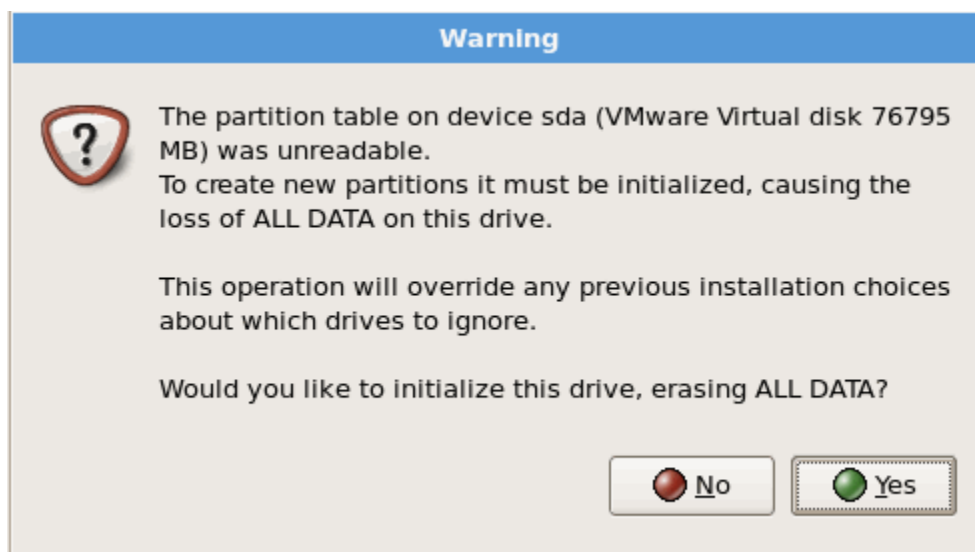 Warning
?
The partition table on device sda (VMware Virtual disk 76795
MB) was unreadable.
To create new partitions it must be initialized, causing the
loss of ALL DATA on this drive.
This operation will override any previous installation choices
about which drives to ignore.
Would you like to initialize this drive, erasing ALL DATA?
No Yes